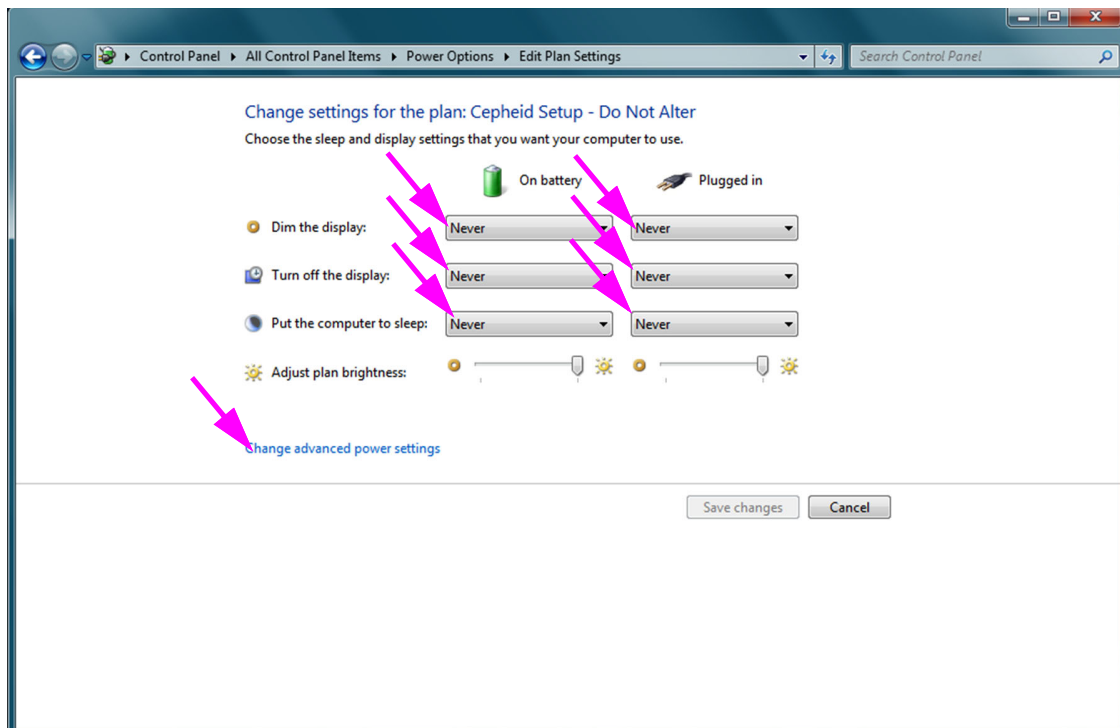 Control Panel All Control Panel Items Power Options Edit Plan Settings Search Control Panel
Change settings for the plan: Cepheid Setup - Do Not Alter
Choose the sleep and display settings that you want your computer to use.
On battery Plugged in
Dim the display: Never Never
Turn off the display: Never Never
Put the computer to sleep: Never Never
Adjust plan brightness:
Change advanced power settings
Save changes Cancel